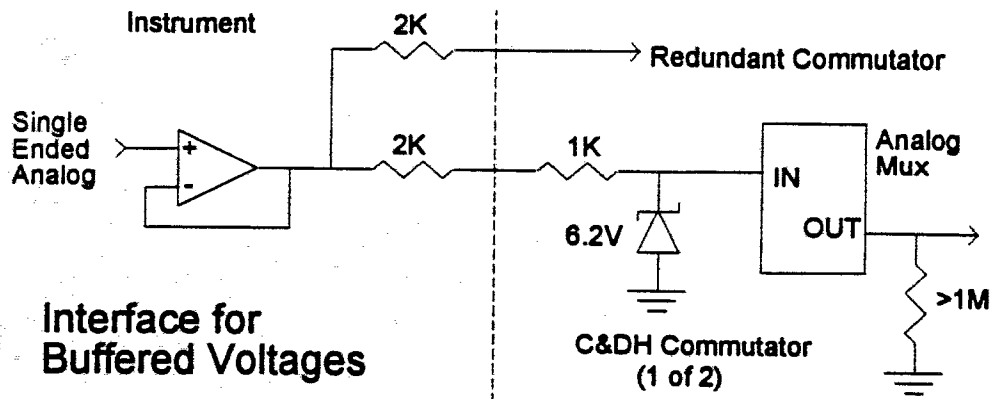 Instrument
2K
Redundant Commutator
Single
Ended
Analog
+
-
2K
1K
Analog
Mux
IN
OUT
6.2V
>1M
Interface for
Buffered Voltages
C&DH Commutator
(1 of 2)